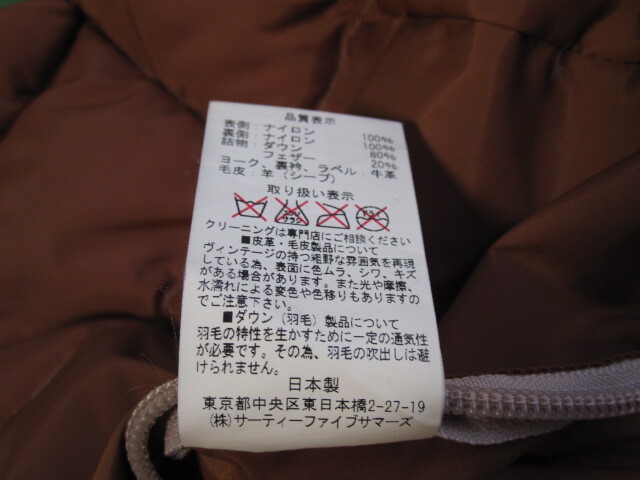 品質表示
表側：ナイロン 100%
裏側：ナイロン 100%
詰物：ダウン 80%
フェザー 20%
ヨーク、裏衿、ラベル：牛革
毛皮：羊（シープ）
取り扱い表示
エンソ
サラシ
ドライ
クリーニングは専門店にご相談ください
■皮革・毛皮製品について
ヴィンテージの持つ粗野な雰囲気を再現
している為、表面に色ムラ、シワ、キズ
がある場合があります。また光や摩擦、
水濡れによる変色や色移りもありますの
でご注意下さい。
■ダウン（羽毛）製品について
羽毛の特性を生かすために一定の通気性
が必要です。その為、羽毛の吹出しは避
けられません。
日本製
東京都中央区東日本橋2-27-19
（株）サーティーファイブサマーズ